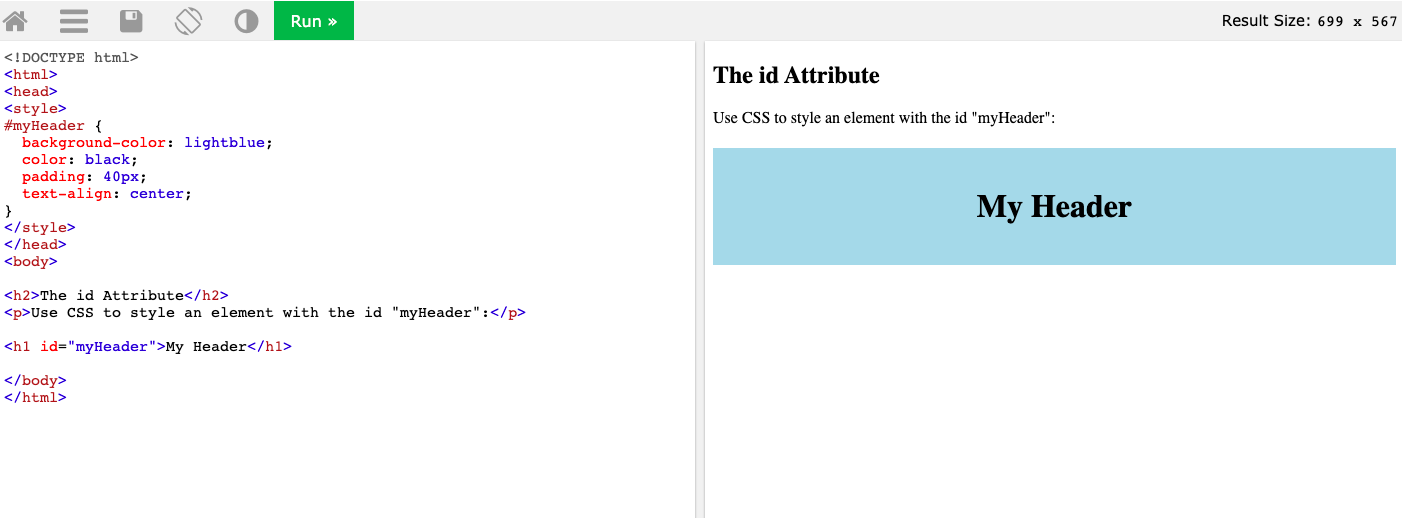 Run » Result Size: 699 x 567
<!DOCTYPE html>
<html>
<head>
<style>
#myHeader {
  background-color: lightblue;
  color: black;
  padding: 40px;
  text-align: center;
}
</style>
</head>
<body>
<h2>The id Attribute</h2>
<p>Use CSS to style an element with the id "myHeader":</p>
<h1 id="myHeader">My Header</h1>
</body>
</html>
The id Attribute
Use CSS to style an element with the id "myHeader":
My Header